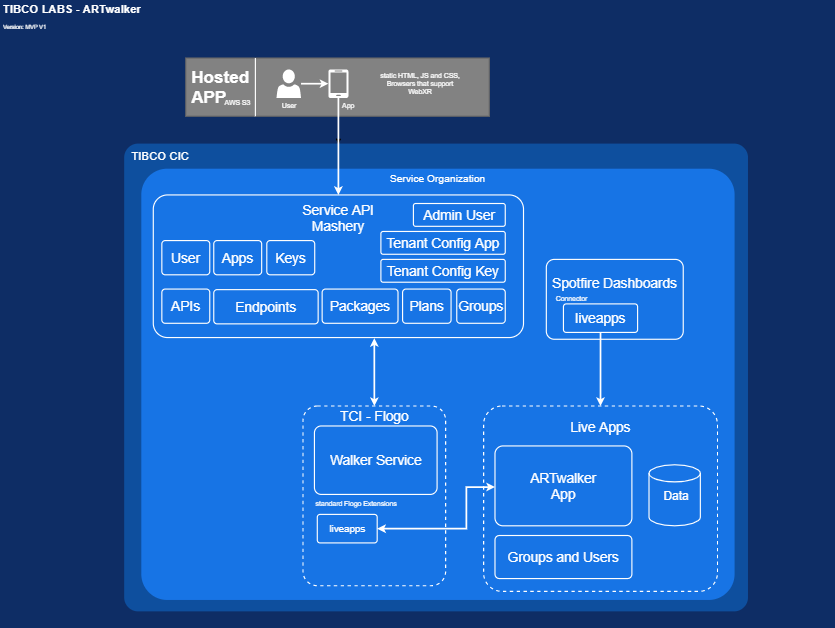 TIBCO LABS - ARTwalker
Version: MVP V1
Hosted
APP AWS S3
User
App
static HTML, JS and CSS,
Browsers that support
WebXR
TIBCO CIC
Service Organization
Service API
Mashery
Admin User
Tenant Config App
Tenant Config Key
User
Apps
Keys
APIs
Endpoints
Packages
Plans
Groups
Spotfire Dashboards
Connector
liveapps
TCI - Flogo
Walker Service
standard Flogo Extensions
liveapps
Live Apps
ARTwalker
App
Data
Groups and Users